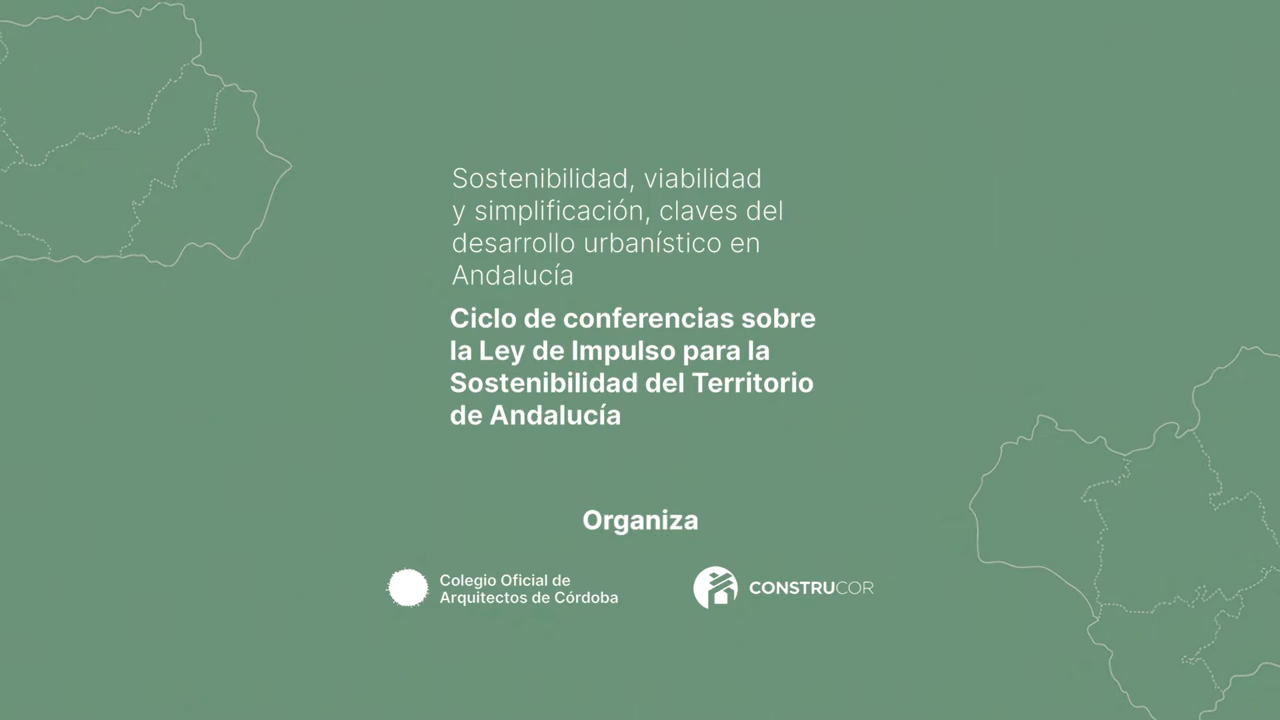 Sostenibilidad, viabilidad
y simplificación, claves del
desarrollo urbanístico en
Andalucía
Ciclo de conferencias sobre
la Ley de Impulso para la
Sostenibilidad del Territorio
de Andalucía
Organiza
Colegio Oficial de
Arquitectos de Córdoba
CONSTRUCOR